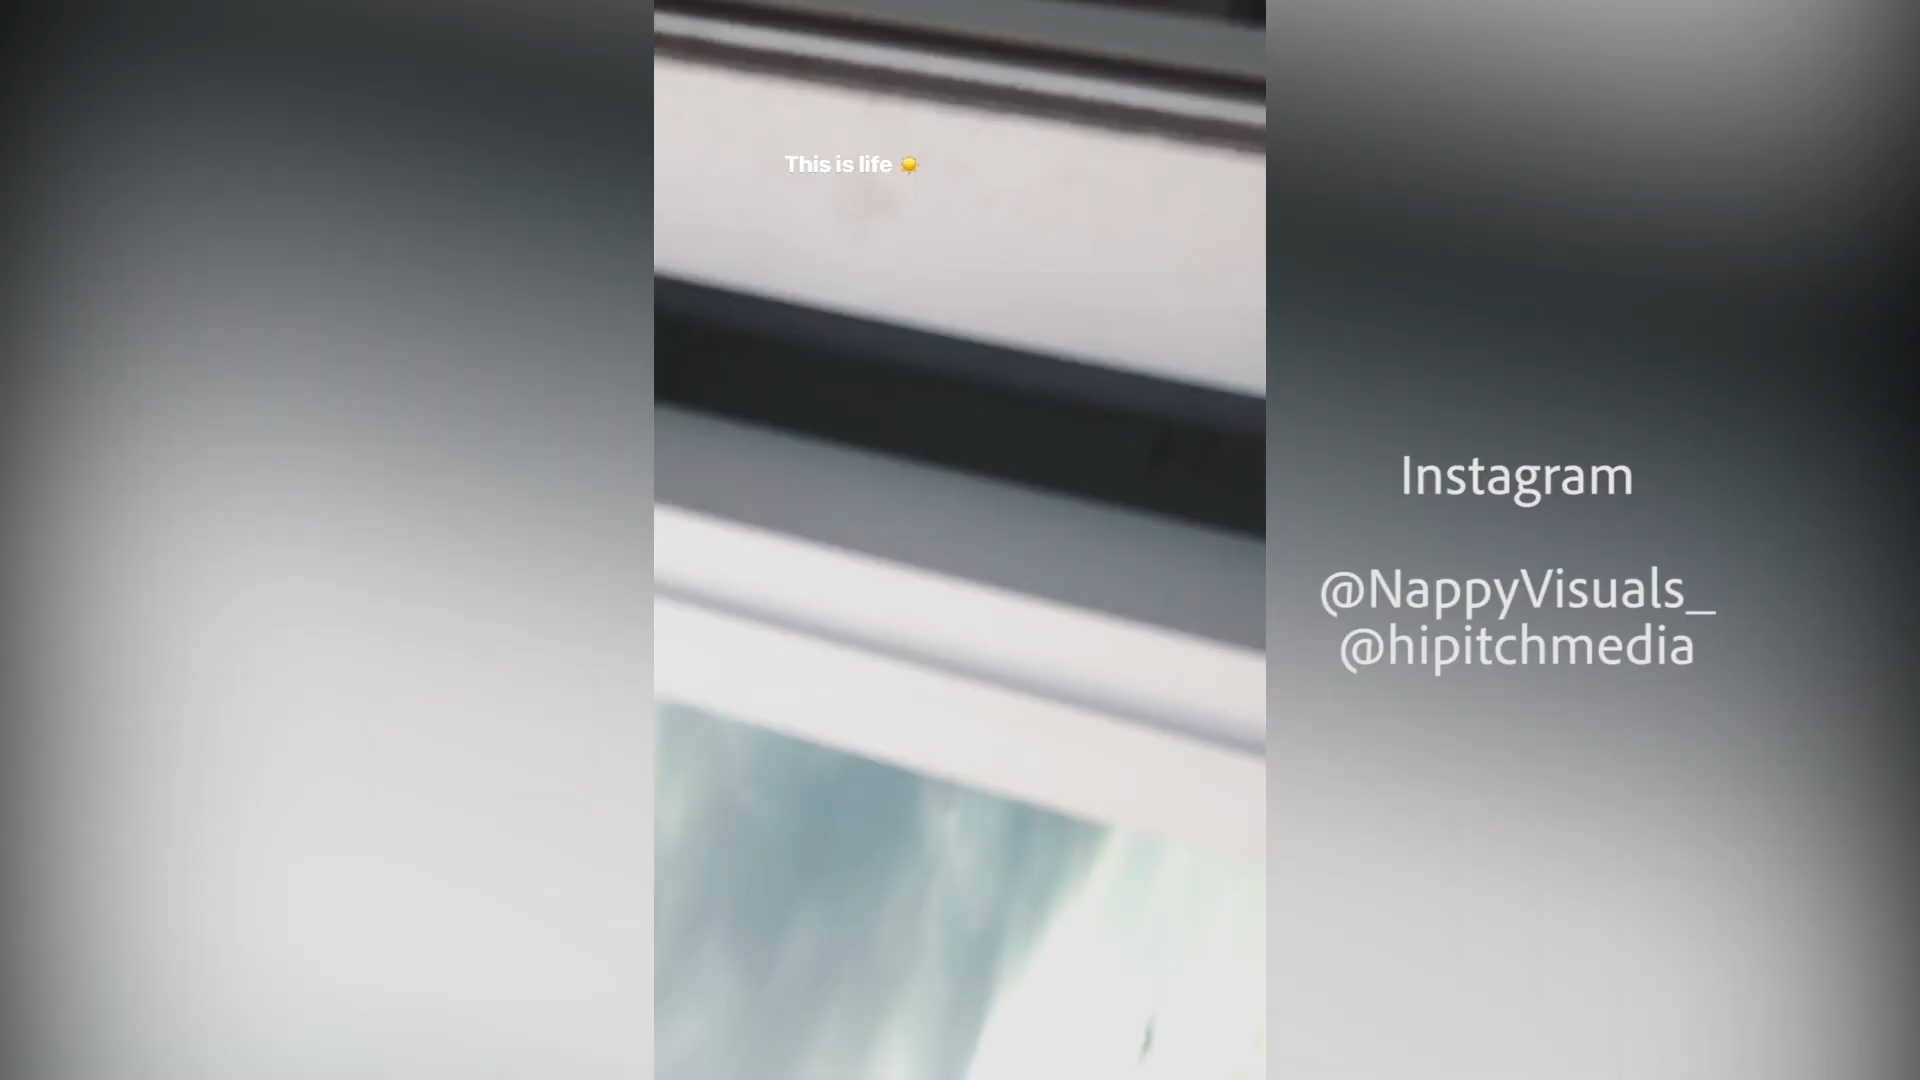 This is life ☀️
Instagram
@NappyVisuals_
@hipitchmedia